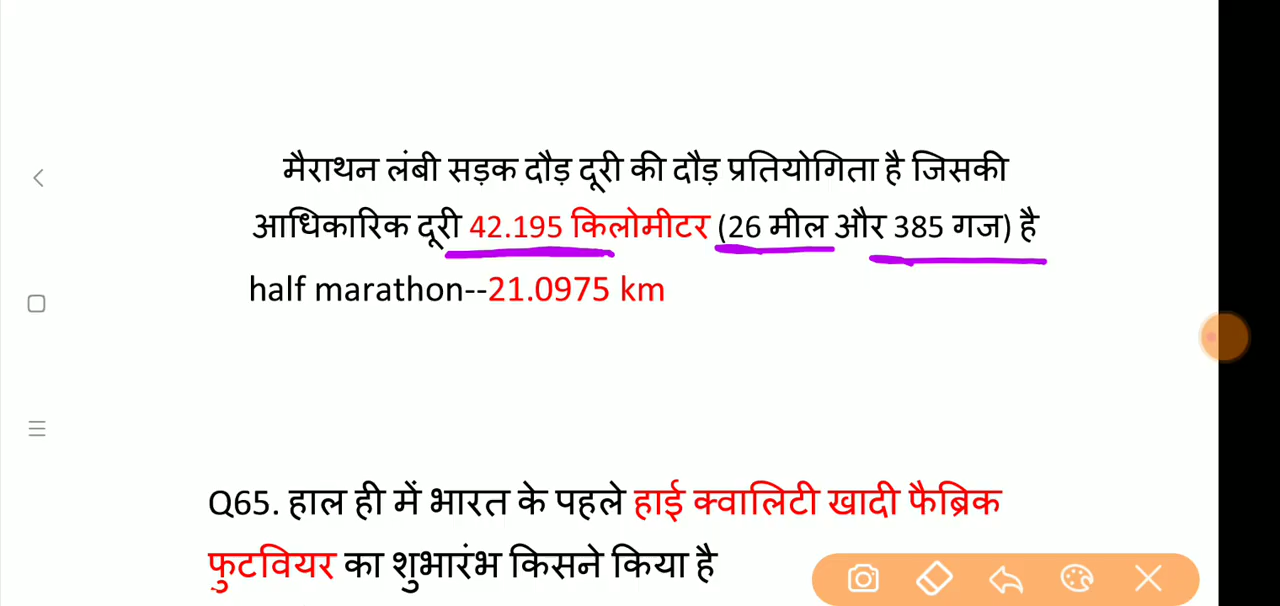 मैराथन लंबी सड़क दौड़ दूरी की दौड़ प्रतियोगिता है जिसकी
आधिकारिक दूरी 42.195 किलोमीटर (26 मील और 385 गज) है
half marathon--21.0975 km
Q65. हाल ही में भारत के पहले हाई क्वालिटी खादी फैब्रिक
फुटवियर का शुभारंभ किसने किया है